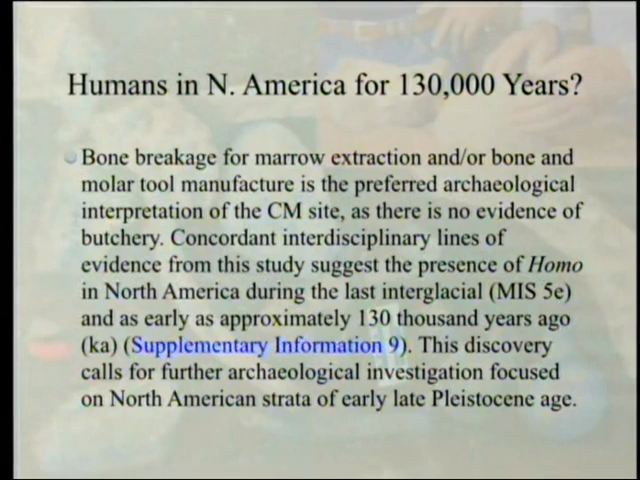 Humans in N. America for 130,000 Years?
Bone breakage for marrow extraction and/or bone and
molar tool manufacture is the preferred archaeological
interpretation of the CM site, as there is no evidence of
butchery. Concordant interdisciplinary lines of
evidence from this study suggest the presence of Homo
in North America during the last interglacial (MIS 5e)
and as early as approximately 130 thousand years ago
(ka) (Supplementary Information 9). This discovery
calls for further archaeological investigation focused
on North American strata of early late Pleistocene age.